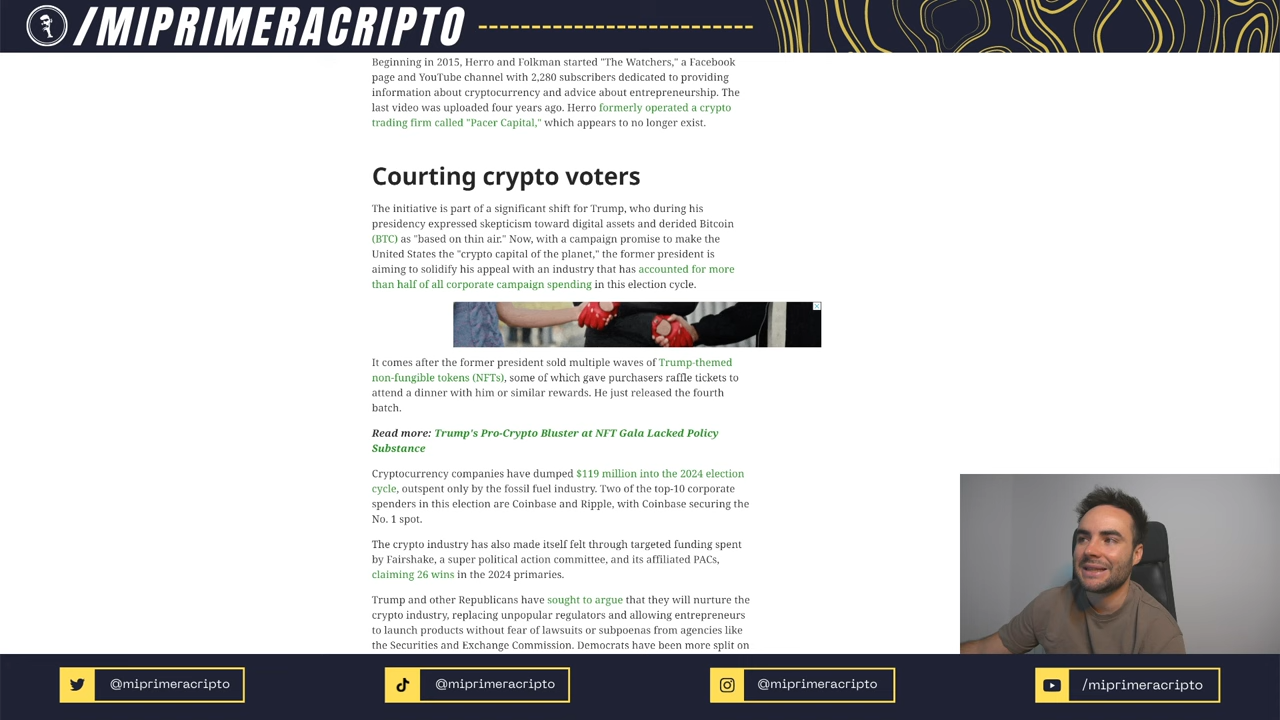 /MIPRIMERACRIPTO
Beginning in 2015, Herro and Folkman started "The Watchers," a Facebook
page and YouTube channel with 2,280 subscribers dedicated to providing
information about cryptocurrency and advice about entrepreneurship. The
last video was uploaded four years ago. Herro formerly operated a crypto
trading firm called "Pacer Capital," which appears to no longer exist.
Courting crypto voters
The initiative is part of a significant shift for Trump, who during his
presidency expressed skepticism toward digital assets and derided Bitcoin
(BTC) as "based on thin air." Now, with a campaign promise to make the
United States the "crypto capital of the planet," the former president is
aiming to solidify his appeal with an industry that has accounted for more
than half of all corporate campaign spending in this election cycle.
It comes after the former president sold multiple waves of Trump-themed
non-fungible tokens (NFTs), some of which gave purchasers raffle tickets to
attend a dinner with him or similar rewards. He just released the fourth
batch.
Read more: Trump's Pro-Crypto Bluster at NFT Gala Lacked Policy
Substance
Cryptocurrency companies have dumped $119 million into the 2024 election
cycle, outspent only by the fossil fuel industry. Two of the top-10 corporate
spenders in this election are Coinbase and Ripple, with Coinbase securing the
No. 1 spot.
The crypto industry has also made itself felt through targeted funding spent
by Fairshake, a super political action committee, and its affiliated PACs,
claiming 26 wins in the 2024 primaries.
Trump and other Republicans have sought to argue that they will nurture the
crypto industry, replacing unpopular regulators and allowing entrepreneurs
to launch products without fear of lawsuits or subpoenas from agencies like
the Securities and Exchange Commission. Democrats have been more split on
@miprimeracripto
@miprimeracripto
@miprimeracripto
/miprimeracripto